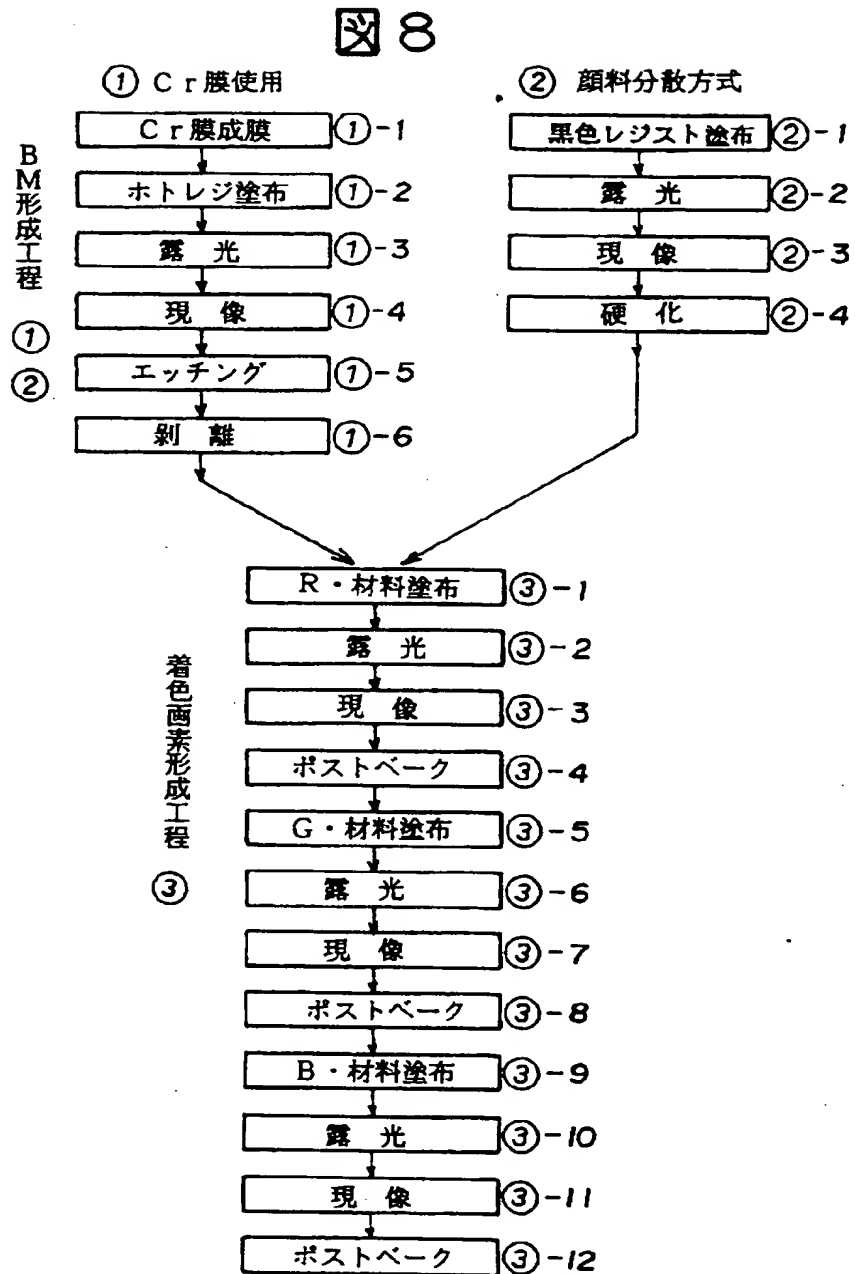 図8
① Cr膜使用
Cr膜成膜 ①-1
ホトレジ塗布 ①-2
露光 ①-3
現像 ①-4
エッチング ①-5
剝離 ①-6
② 顔料分散方式
黒色レジスト塗布 ②-1
露光 ②-2
現像 ②-3
硬化 ②-4
BM形成工程
①
②
R・材料塗布 ③-1
露光 ③-2
現像 ③-3
ポストベーク ③-4
G・材料塗布 ③-5
露光 ③-6
現像 ③-7
ポストベーク ③-8
B・材料塗布 ③-9
露光 ③-10
現像 ③-11
ポストベーク ③-12
着色画素形成工程
③